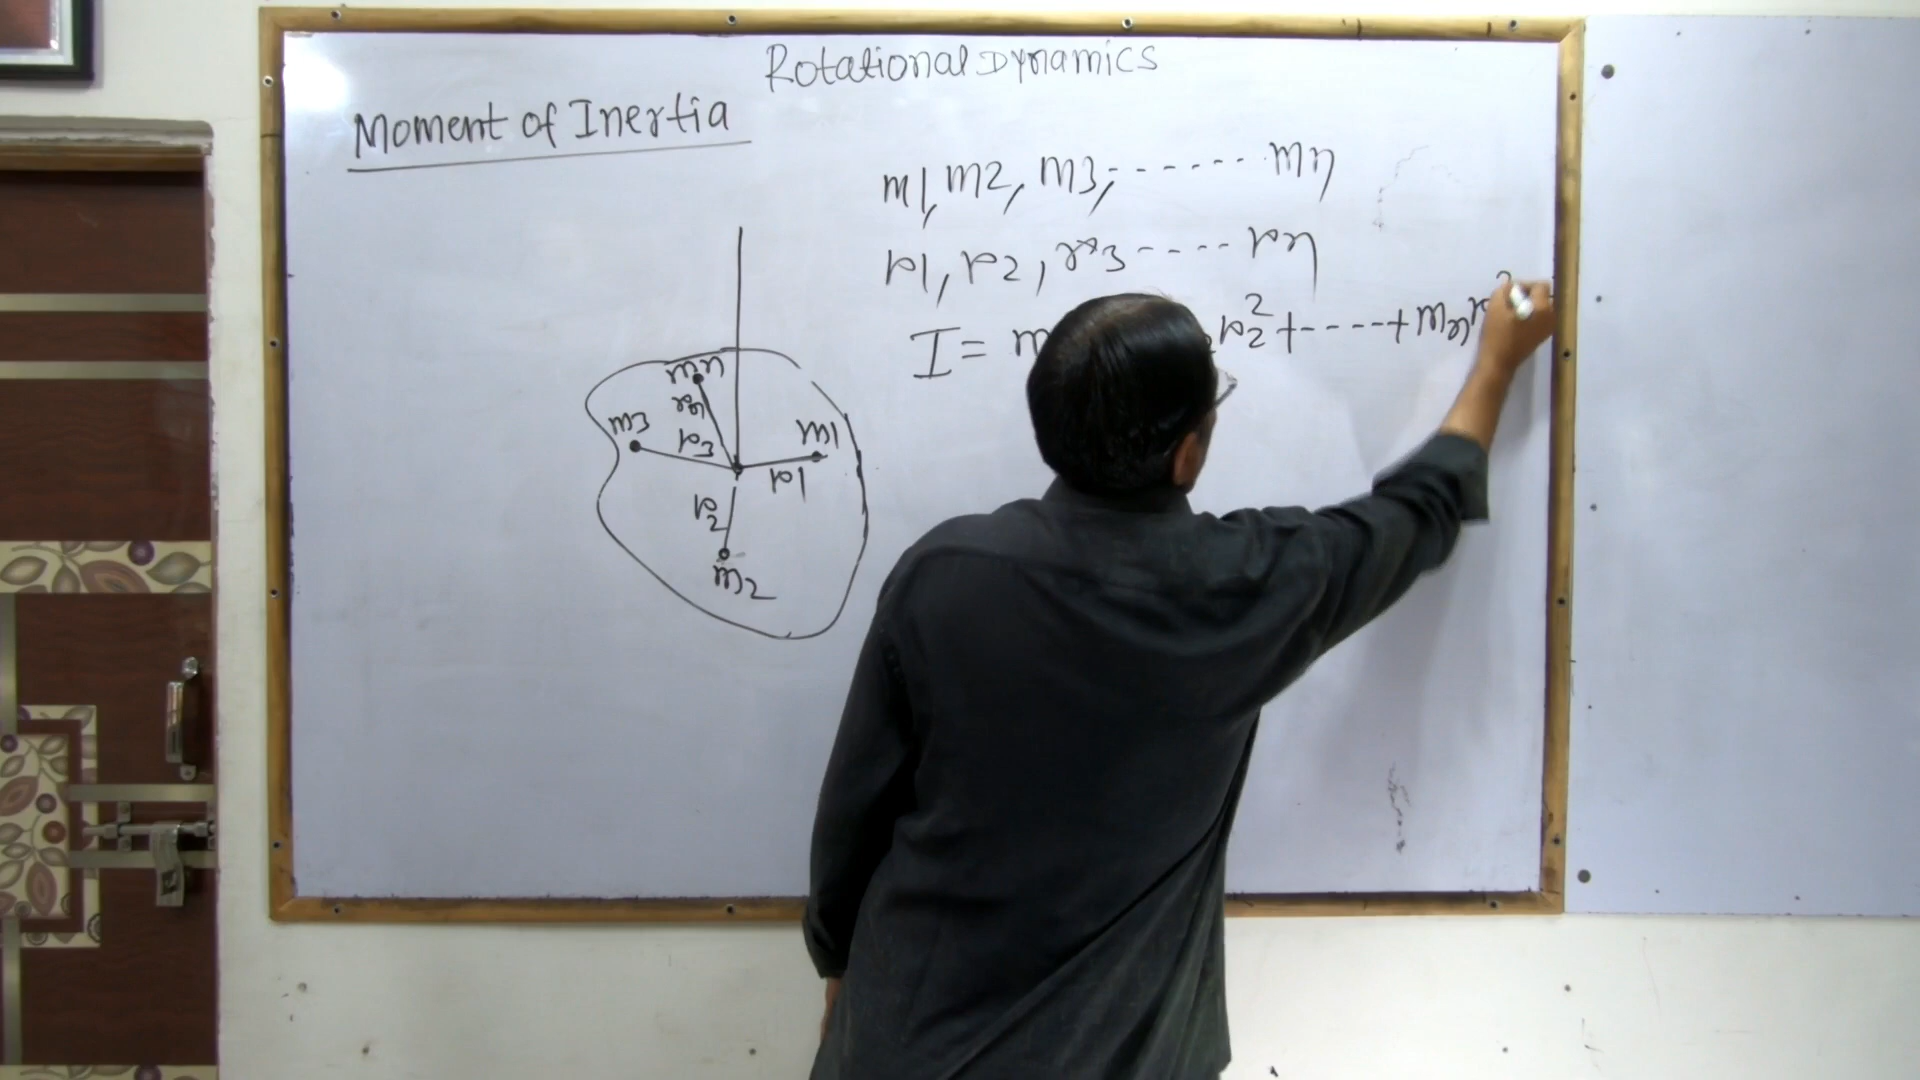 Rotational Dynamics
Moment of Inertia
m1, m2, m3, ------ mn
r1, r2, r3 ---- rn
I = m r2² + ---- + mn r²
mn
rn
m3
r3
m1
r1
r2
m2